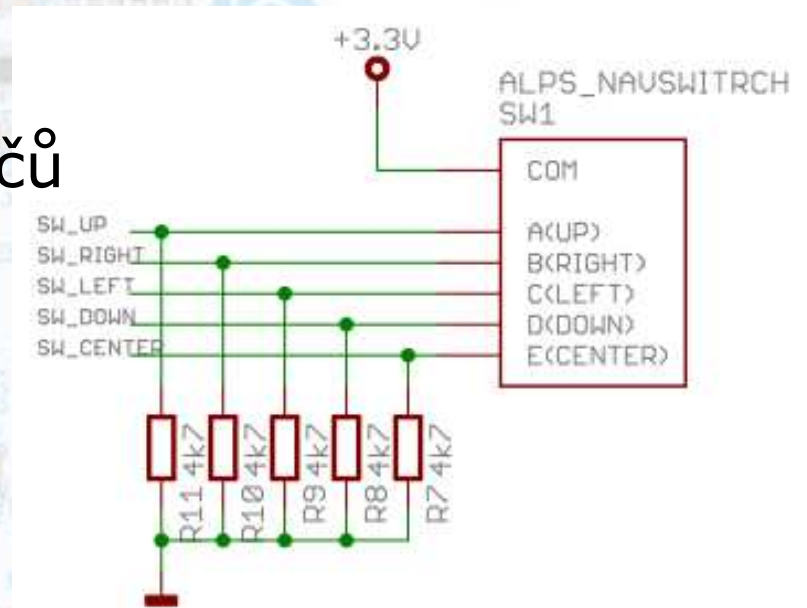 +3.3V
ALPS_NAVSWITRCH
SW1
čů
COM
SW_UP
A(UP)
SW_RIGHT
B(RIGHT)
SW_LEFT
C(LEFT)
SW_DOWN
D(DOWN)
SW_CENTER
E(CENTER)
R11 4k7
R10 4k7
R9 4k7
R8 4k7
R7 4k7